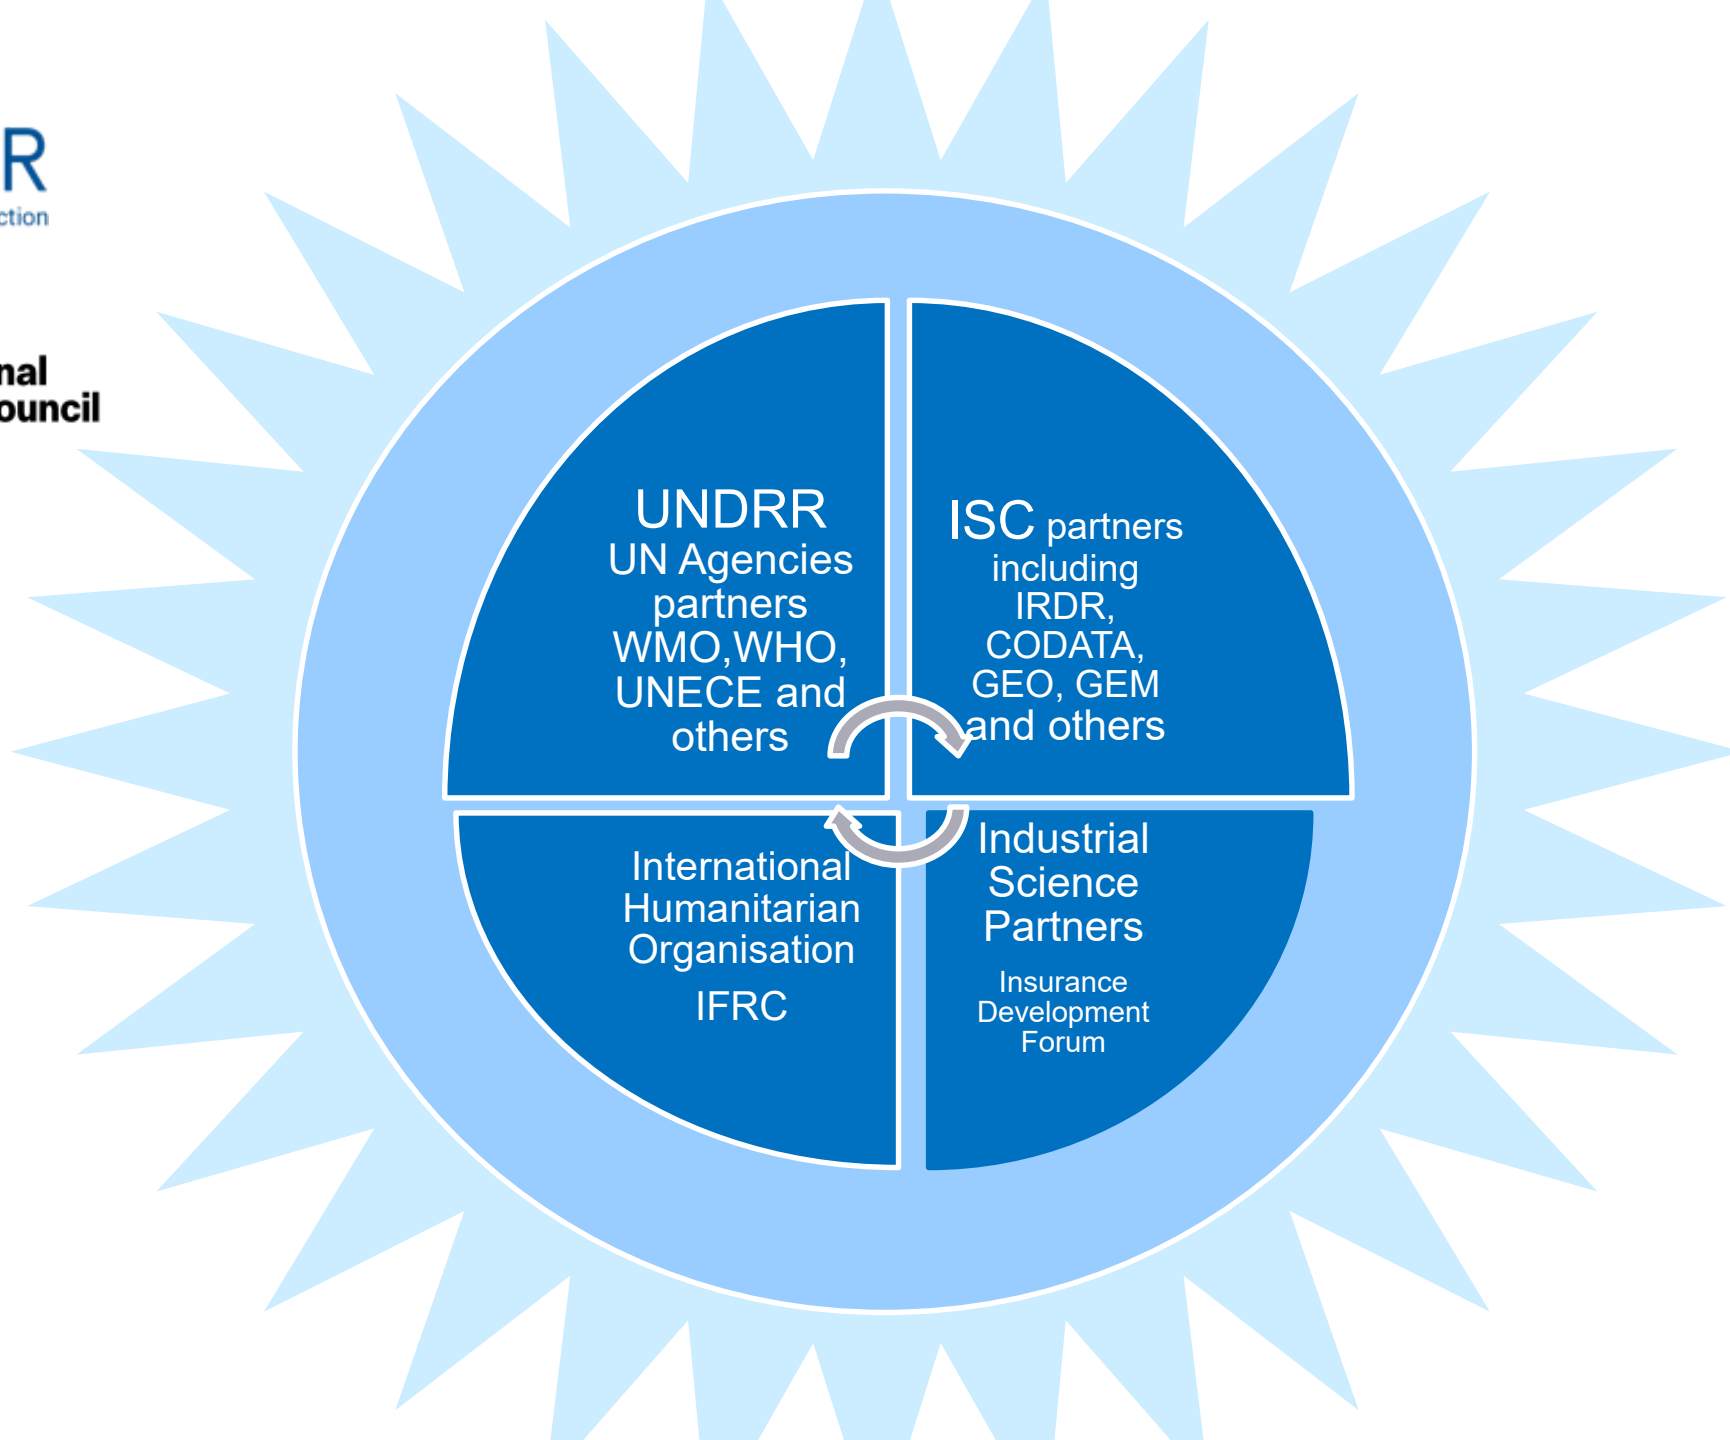 R
ction
nal
ouncil
UNDRR
UN Agencies
partners
WMO,WHO,
UNECE and
others
ISC partners
including
IRDR,
CODATA,
GEO, GEM
and others
International
Humanitarian
Organisation
IFRC
Industrial
Science
Partners
Insurance
Development
Forum